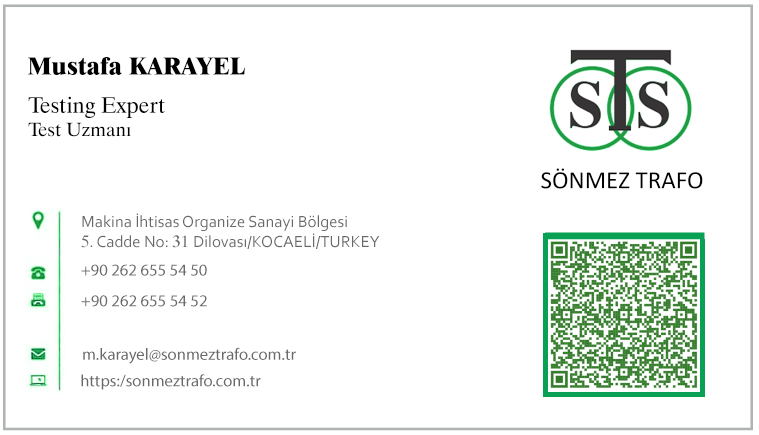 Mustafa KARAYEL
Testing Expert
Test Uzmanı
STS
SÖNMEZ TRAFO
Makina İhtisas Organize Sanayi Bölgesi
5. Cadde No: 31 Dilovası/KOCAELİ/TURKEY
+90 262 655 54 50
+90 262 655 54 52
m.karayel@sonmeztrafo.com.tr
https:/sonmeztrafo.com.tr